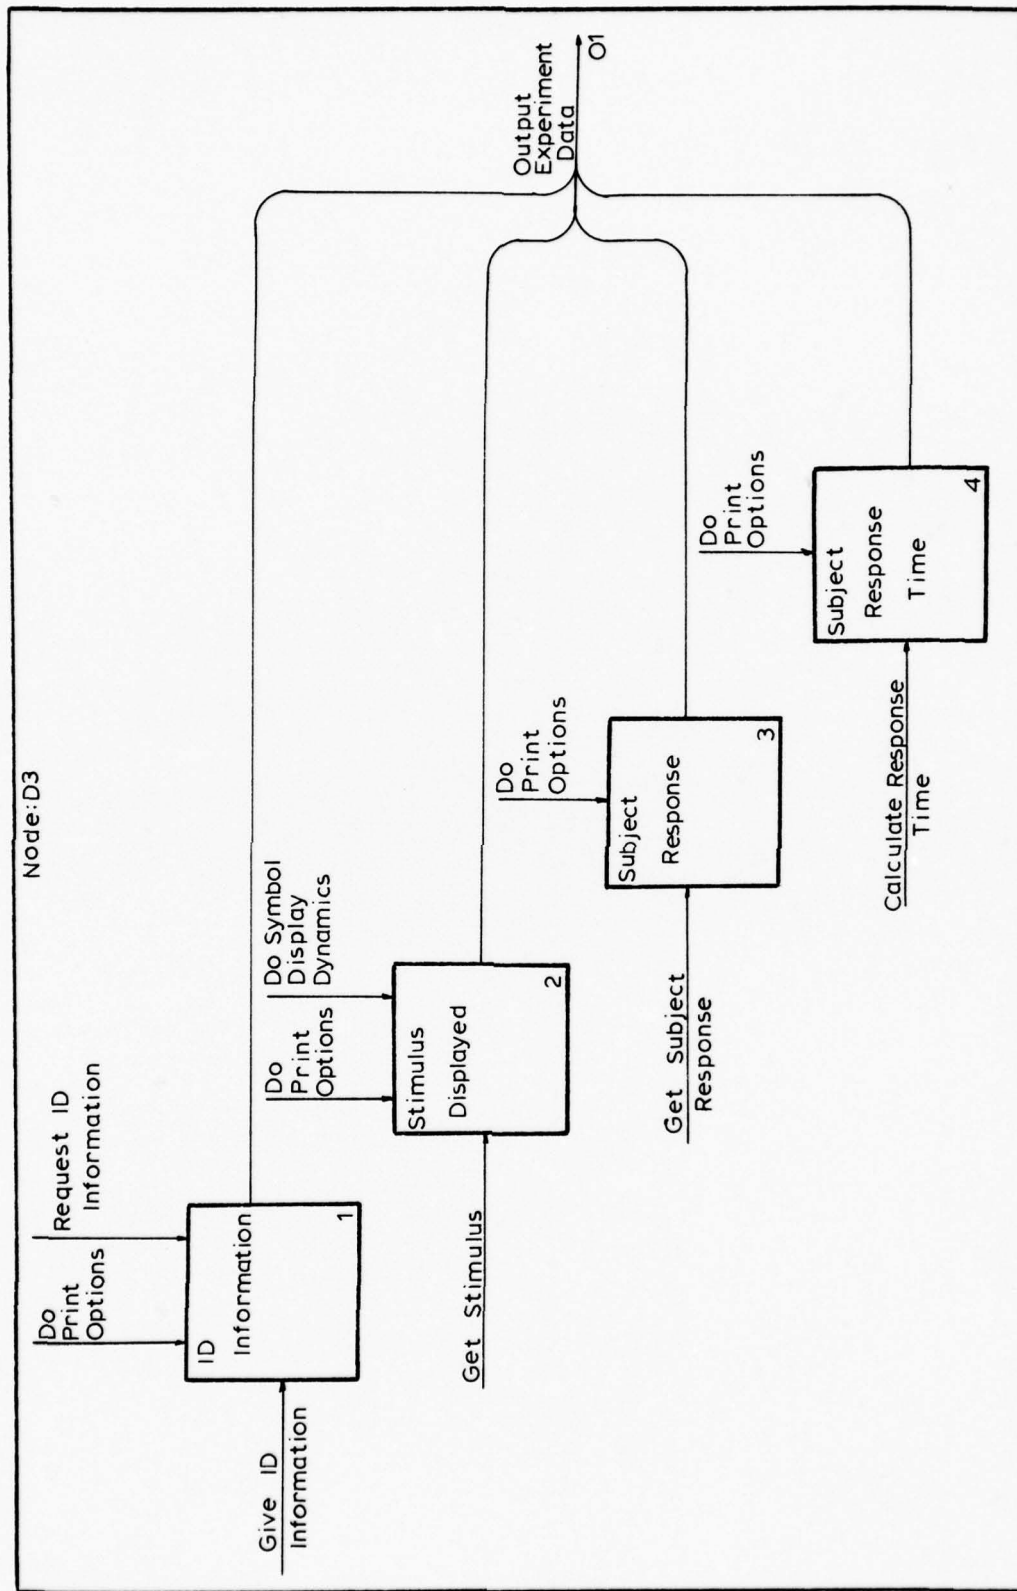 Node:D3
Do
Print
Options
Request ID
Information
Give ID
Information
ID
Information
1
Do
Print
Options
Do Symbol
Display
Dynamics
Get Stimulus
Stimulus
Displayed
2
Do
Print
Options
Get Subject
Response
Subject
Response
3
Do
Print
Options
Calculate Response
Time
Subject
Response
Time
4
Output
Experiment
Data
O1